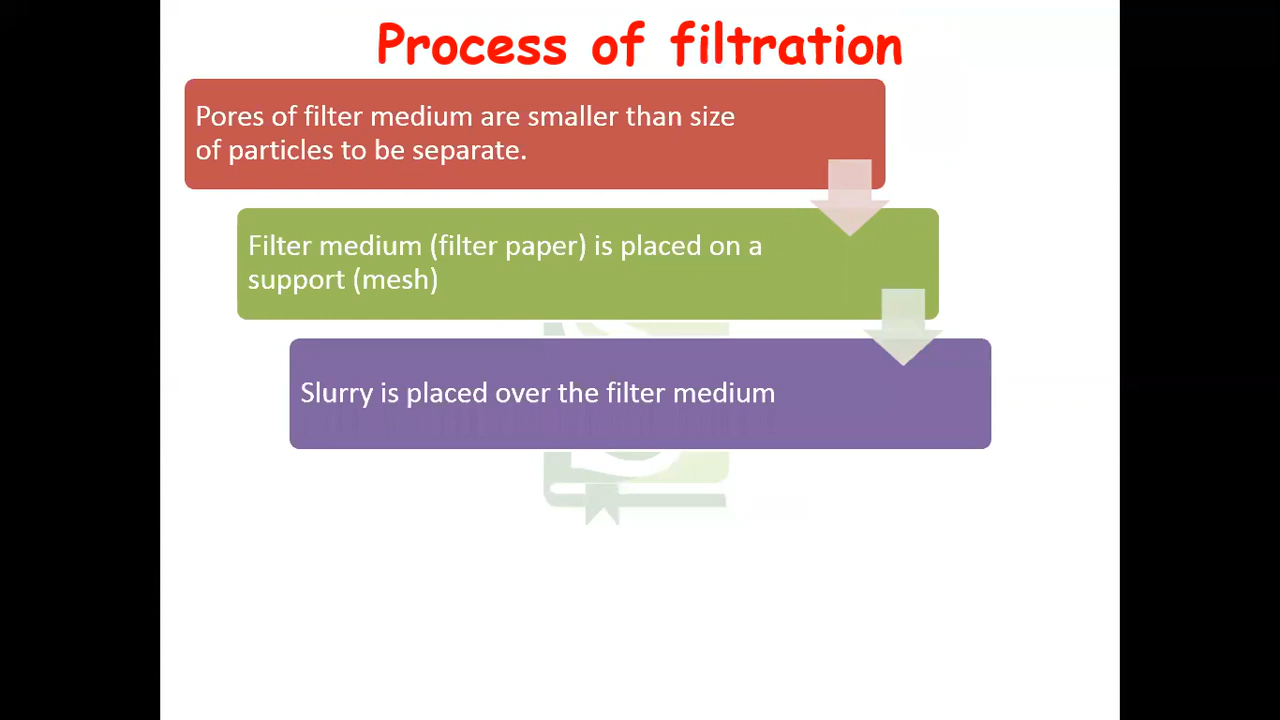 Process of filtration
Pores of filter medium are smaller than size
of particles to be separate.
Filter medium (filter paper) is placed on a
support (mesh)
Slurry is placed over the filter medium